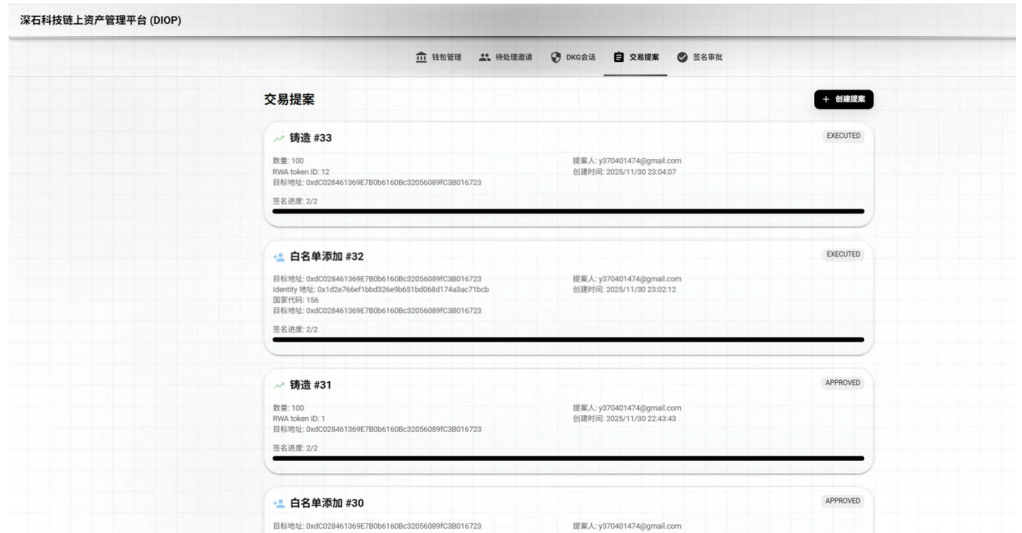 深石科技链上资产管理平台 (DIOP)
钱包管理 待处理邀请 DKG会话 交易提案 签名审批
交易提案
+ 创建提案
铸造 #33
EXECUTED
数量: 100
提案人: y370401474@gmail.com
RWA token ID: 12
创建时间: 2025/11/30 23:04:07
目标地址: 0xdC028461369E7B0b6160Bc32056089fC3B016723
签名进度: 2/2
白名单添加 #32
EXECUTED
目标地址: 0xdC028461369E7B0b6160Bc32056089fC3B016723
提案人: y370401474@gmail.com
Identity 地址: 0x1d2e766ef1bbd326e9b651bd068d174a3ac71bcb
创建时间: 2025/11/30 23:02:12
国家代码: 156
目标地址: 0xdC028461369E7B0b6160Bc32056089fC3B016723
签名进度: 2/2
铸造 #31
APPROVED
数量: 100
提案人: y370401474@gmail.com
RWA token ID: 1
创建时间: 2025/11/30 22:43:43
目标地址: 0xdC028461369E7B0b6160Bc32056089fC3B016723
签名进度: 2/2
白名单添加 #30
APPROVED
目标地址: 0xdC028461369E7B0b6160Bc32056089fC3B016723
提案人: y370401474@gmail.com